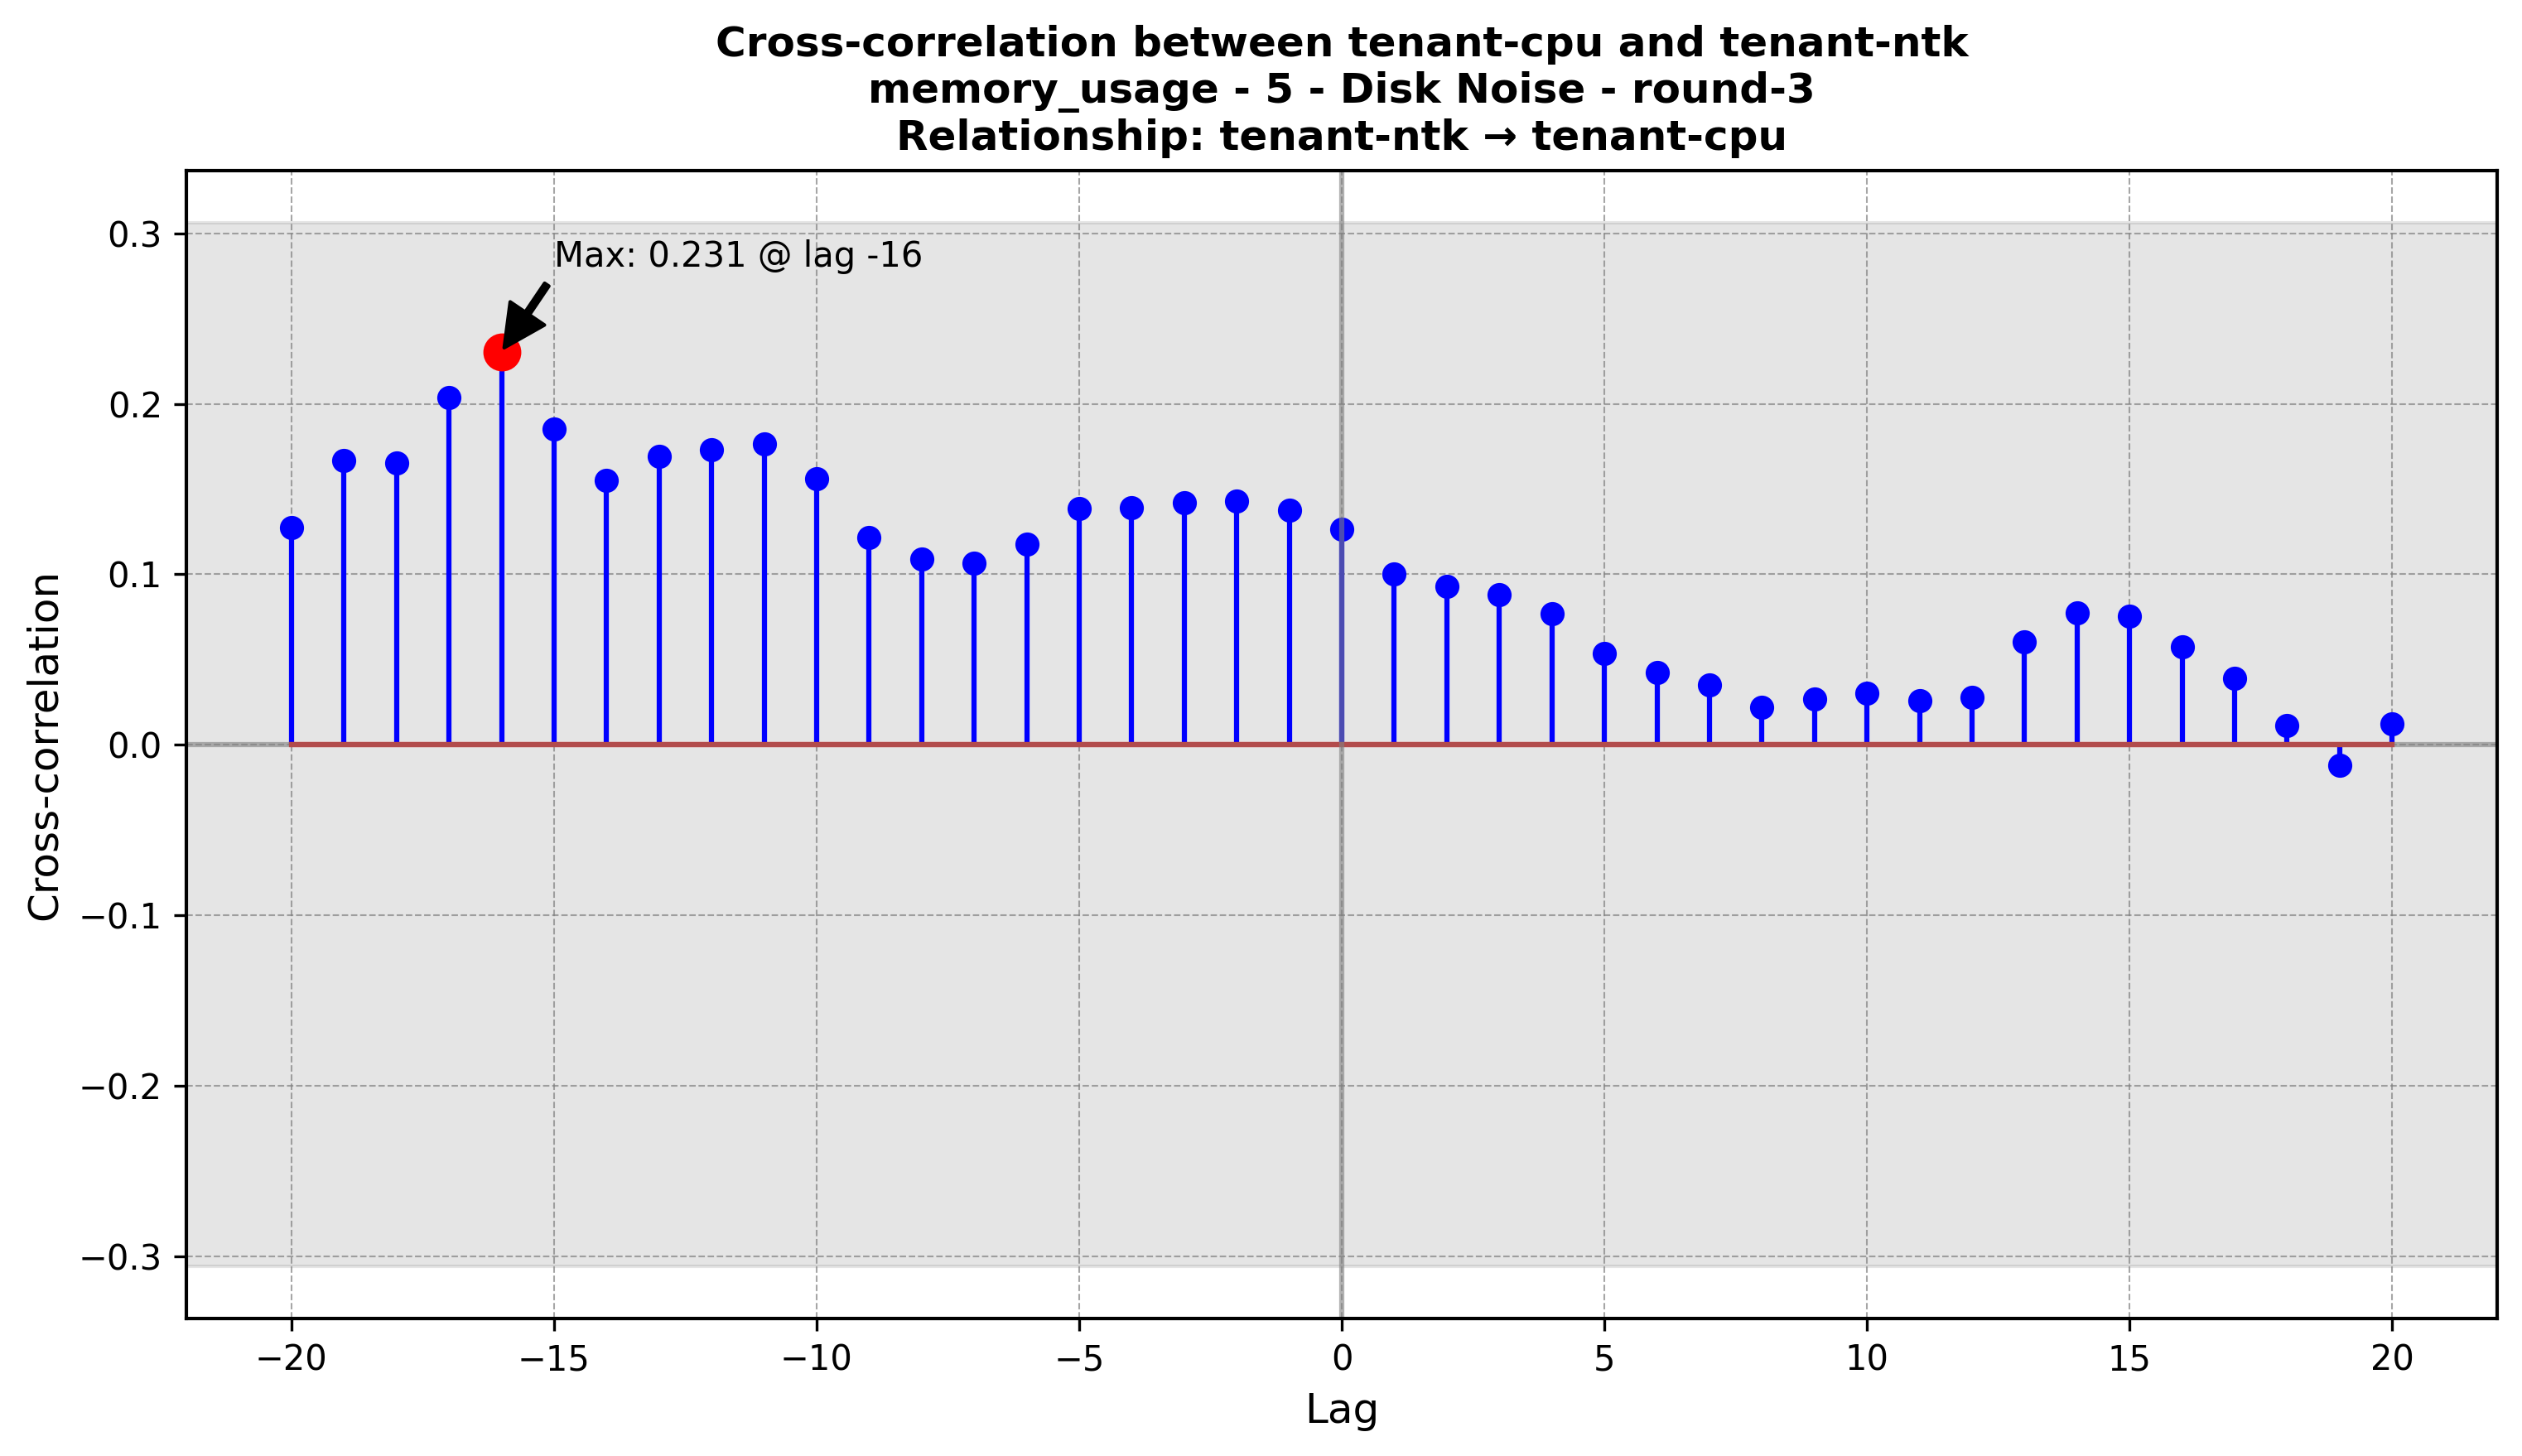 Cross-correlation between tenant-cpu and tenant-ntk
memory_usage - 5 - Disk Noise - round-3
Relationship: tenant-ntk → tenant-cpu
Max: 0.231 @ lag -16
Cross-correlation
0.3
0.2
0.1
0.0
−0.1
−0.2
−0.3
−20
−15
−10
−5
0
5
10
15
20
Lag